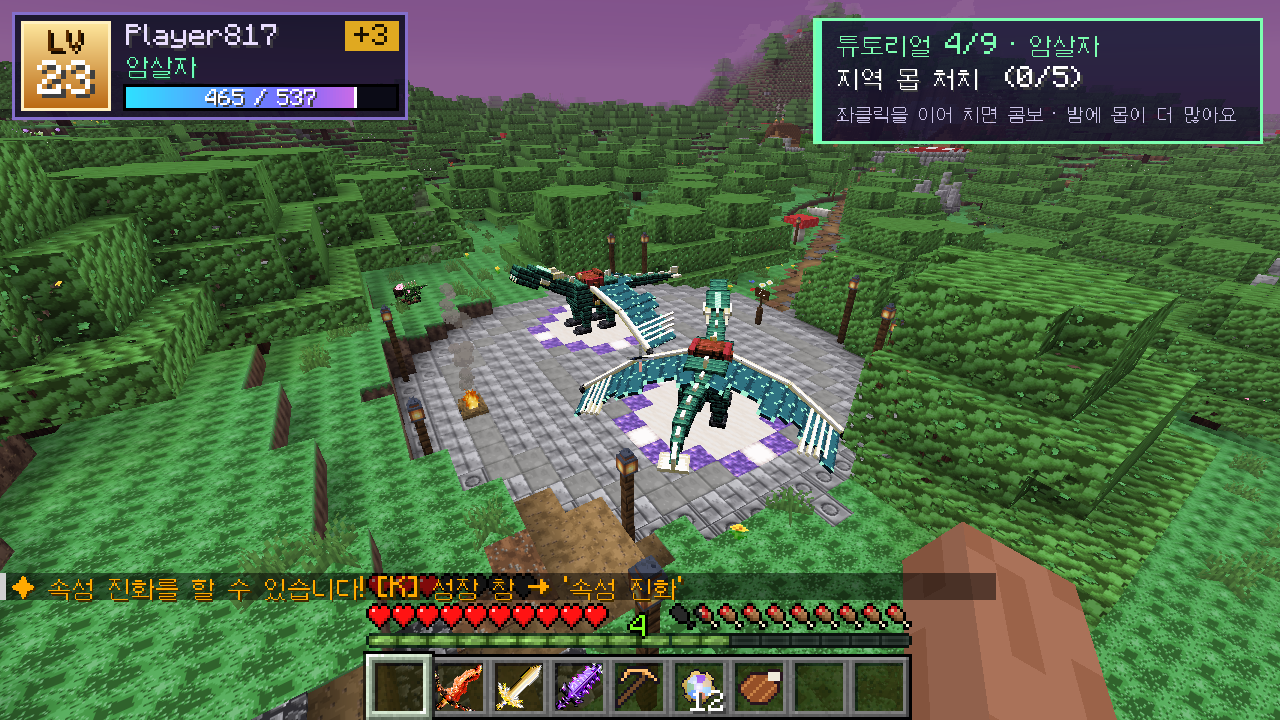 LV
23
Player817
+3
암살자
465 / 537
튜토리얼 4/9 · 암살자
지역 몹 처치 (0/5)
좌클릭을 이어 치면 콤보 · 밤에 몹이 더 많아요
✦ 속성 진화를 할 수 있습니다! [K] 성장 창 → '속성 진화'
4
12